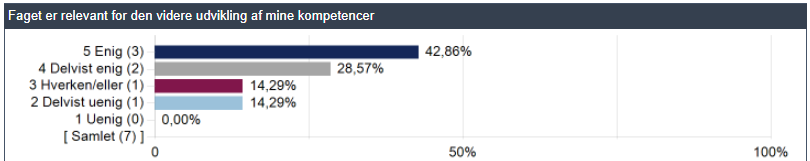 Faget er relevant for den videre udvikling af mine kompetencer
5 Enig (3) 42,86%
4 Delvist enig (2) 28,57%
3 Hverken/eller (1) 14,29%
2 Delvist uenig (1) 14,29%
1 Uenig (0) 0,00%
[ Samlet (7) ]
0 50% 100%